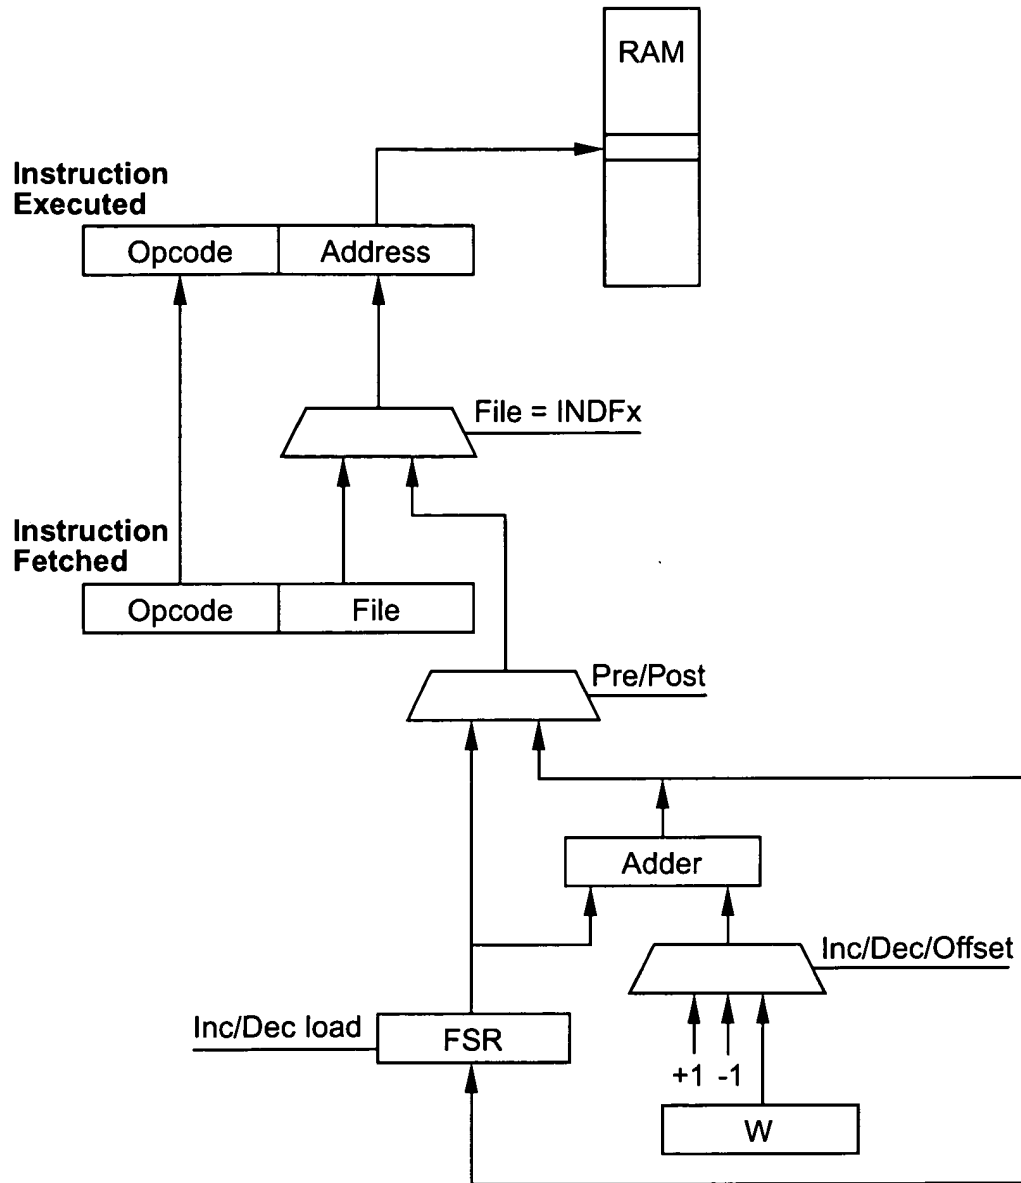 RAM
Instruction
Executed
Opcode
Address
File = INDFx
Instruction
Fetched
Opcode
File
Pre/Post
Adder
Inc/Dec/Offset
Inc/Dec load
FSR
+1
-1
W